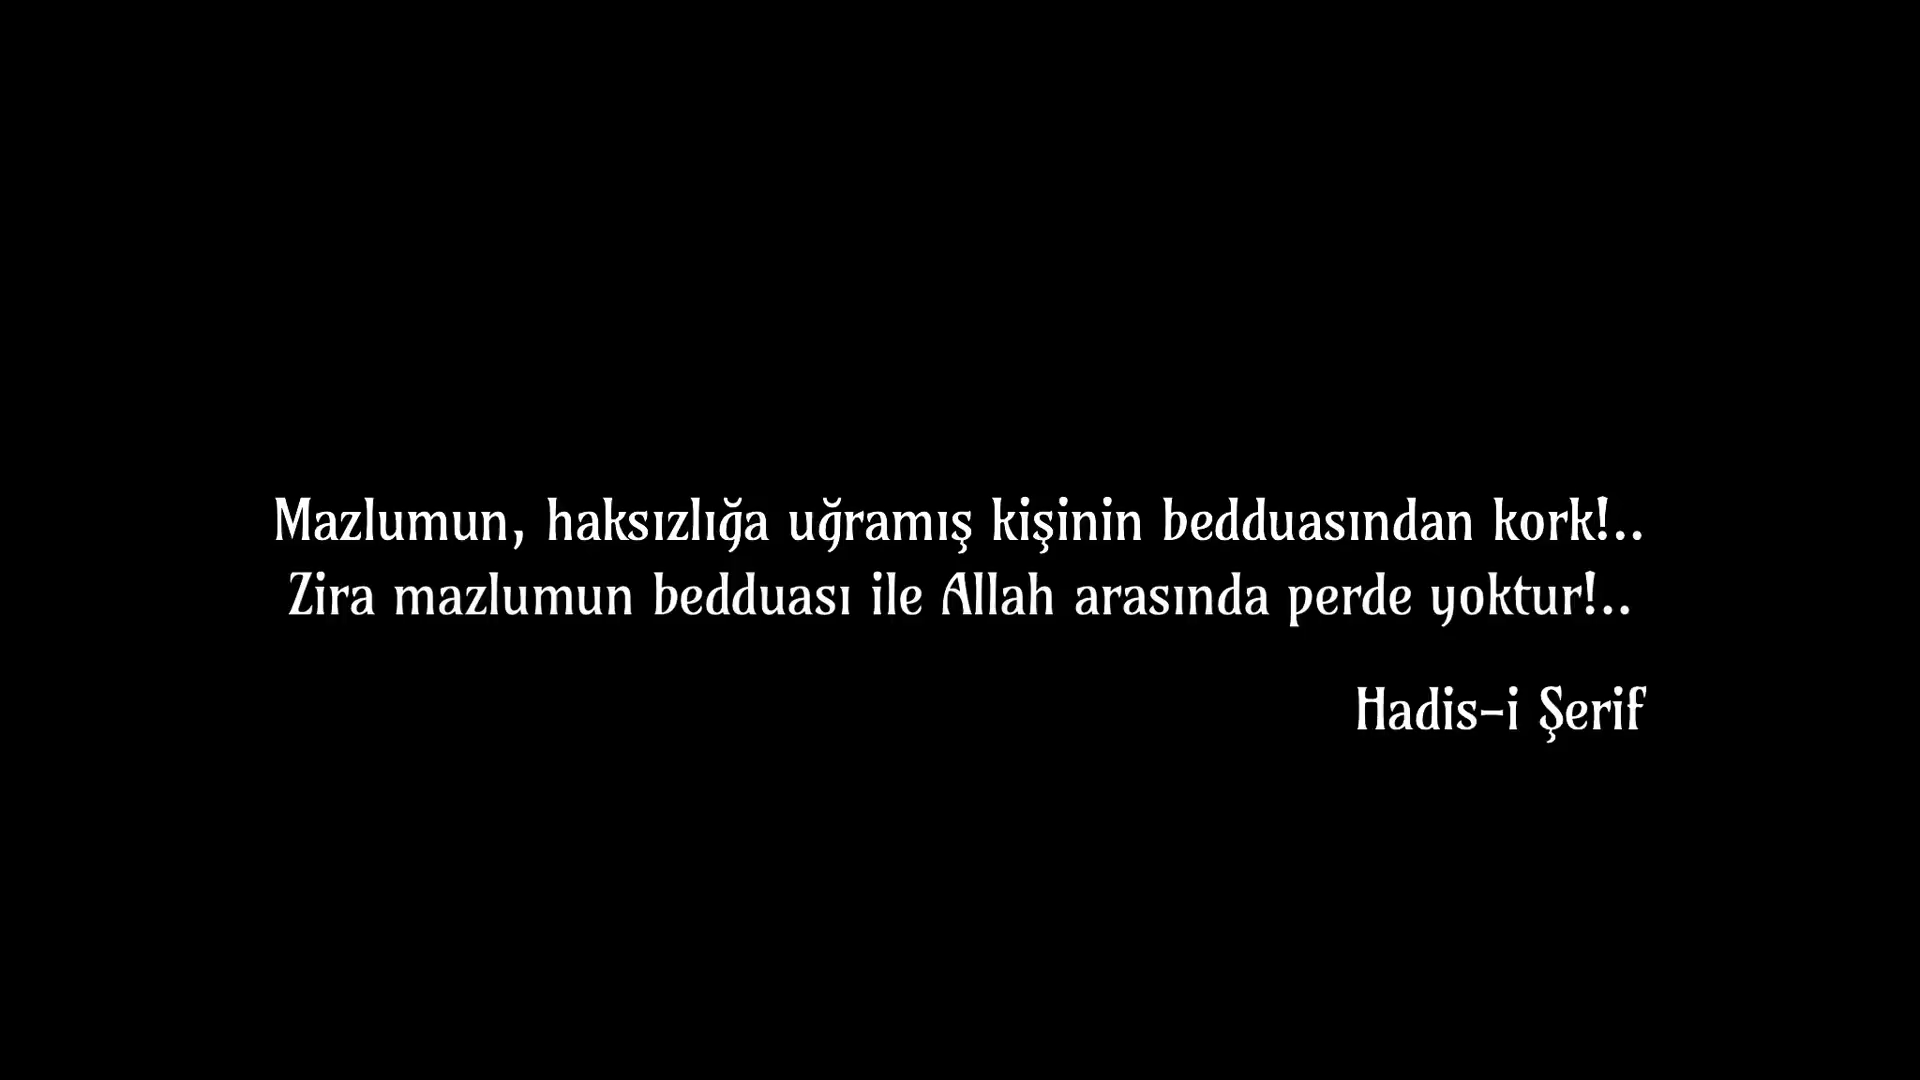 Mazlumun, haksızlığa uğramış kişinin bedduasından kork!..
Zira mazlumun bedduası ile Allah arasında perde yoktur!..
Hadis-i Şerif